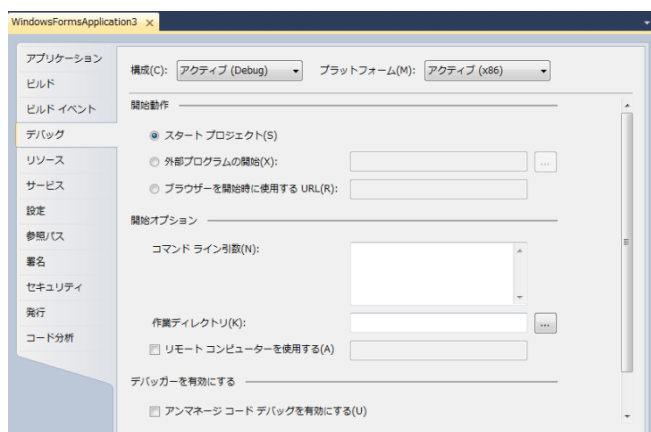 WindowsFormsApplication3
アプリケーション
ビルド
ビルド イベント
デバッグ
リソース
サービス
設定
参照パス
署名
セキュリティ
発行
コード分析
構成(C): アクティブ (Debug) プラットフォーム(M): アクティブ (x86)
開始動作
スタート プロジェクト(S)
外部プログラムの開始(X): ...
ブラウザーを開始時に使用する URL(R):
開始オプション
コマンド ライン引数(N):
作業ディレクトリ(K): ...
リモート コンピューターを使用する(A)
デバッガーを有効にする
アンマネージ コード デバッグを有効にする(U)